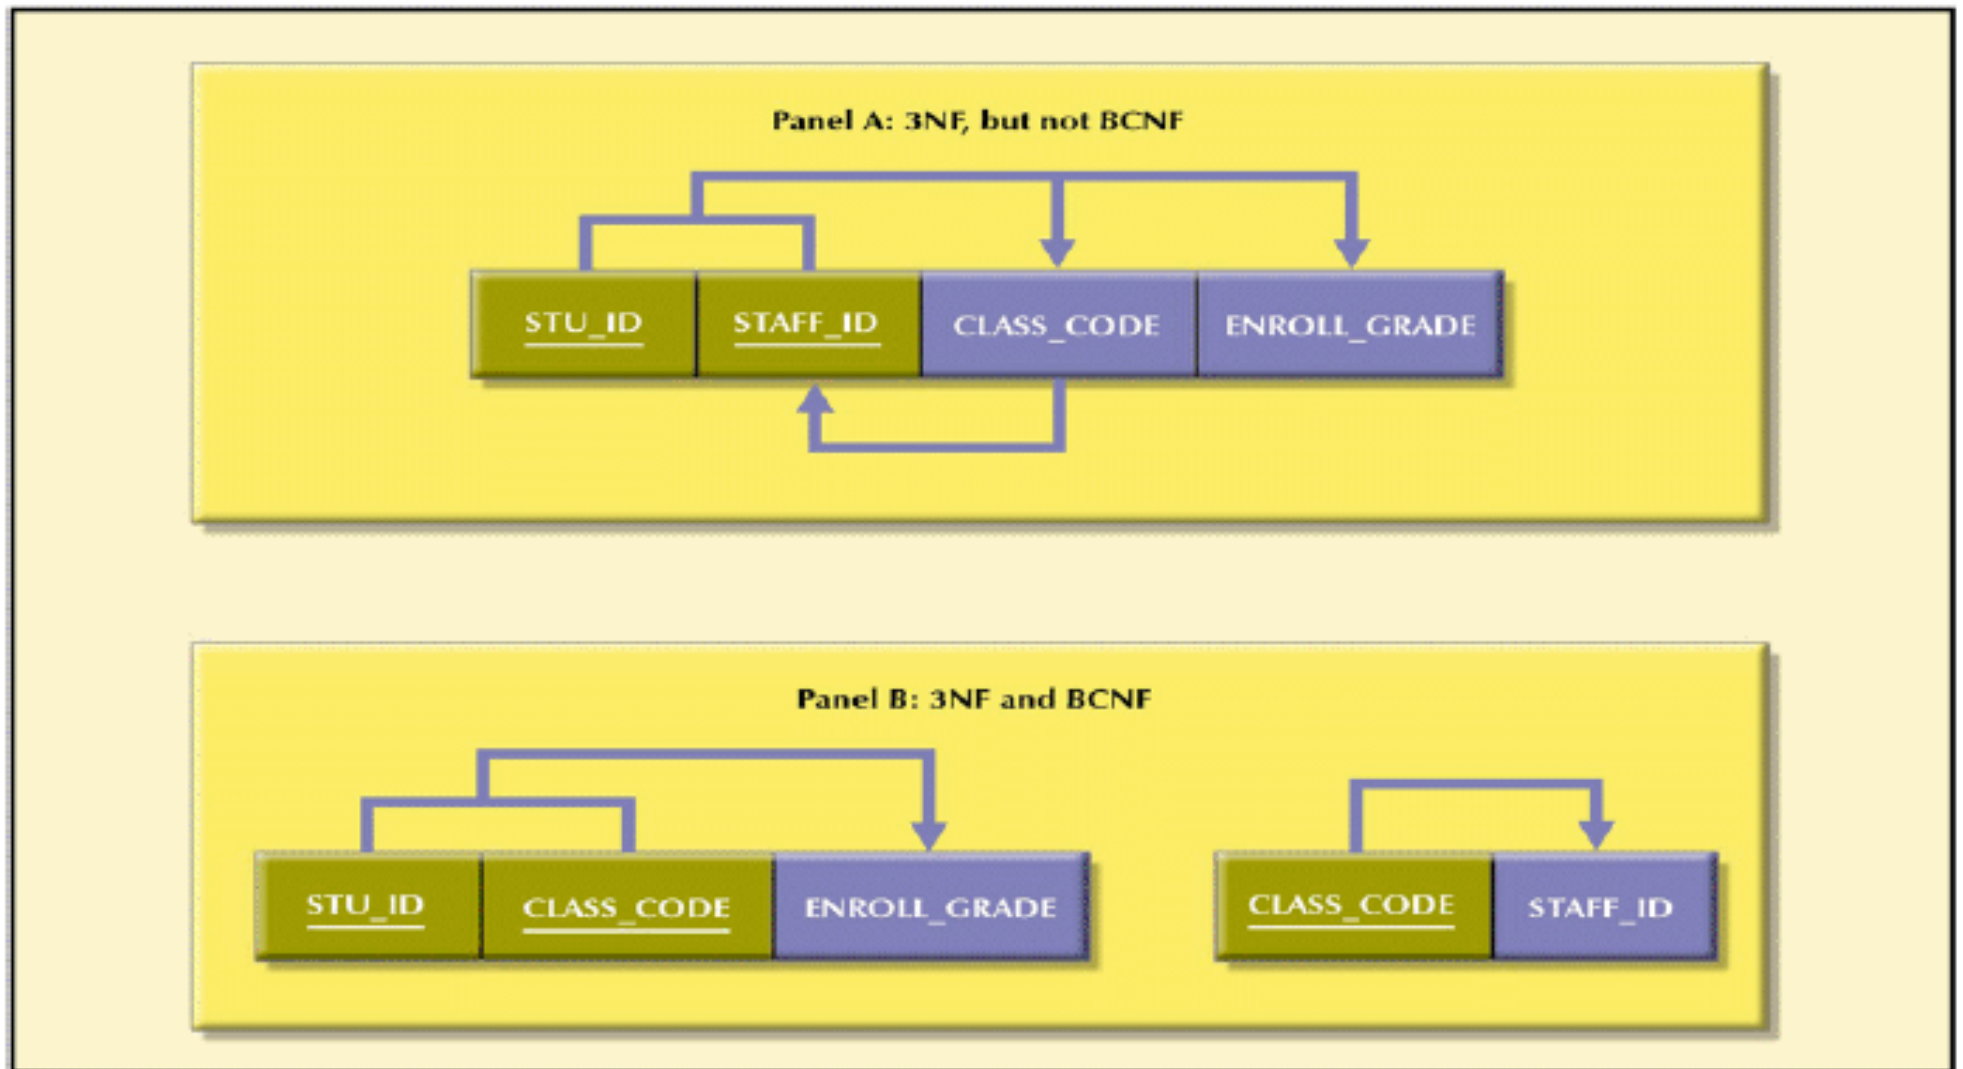 Panel A: 3NF, but not BCNF
STU_ID STAFF_ID CLASS_CODE ENROLL_GRADE
Panel B: 3NF and BCNF
STU_ID CLASS_CODE ENROLL_GRADE CLASS_CODE STAFF_ID